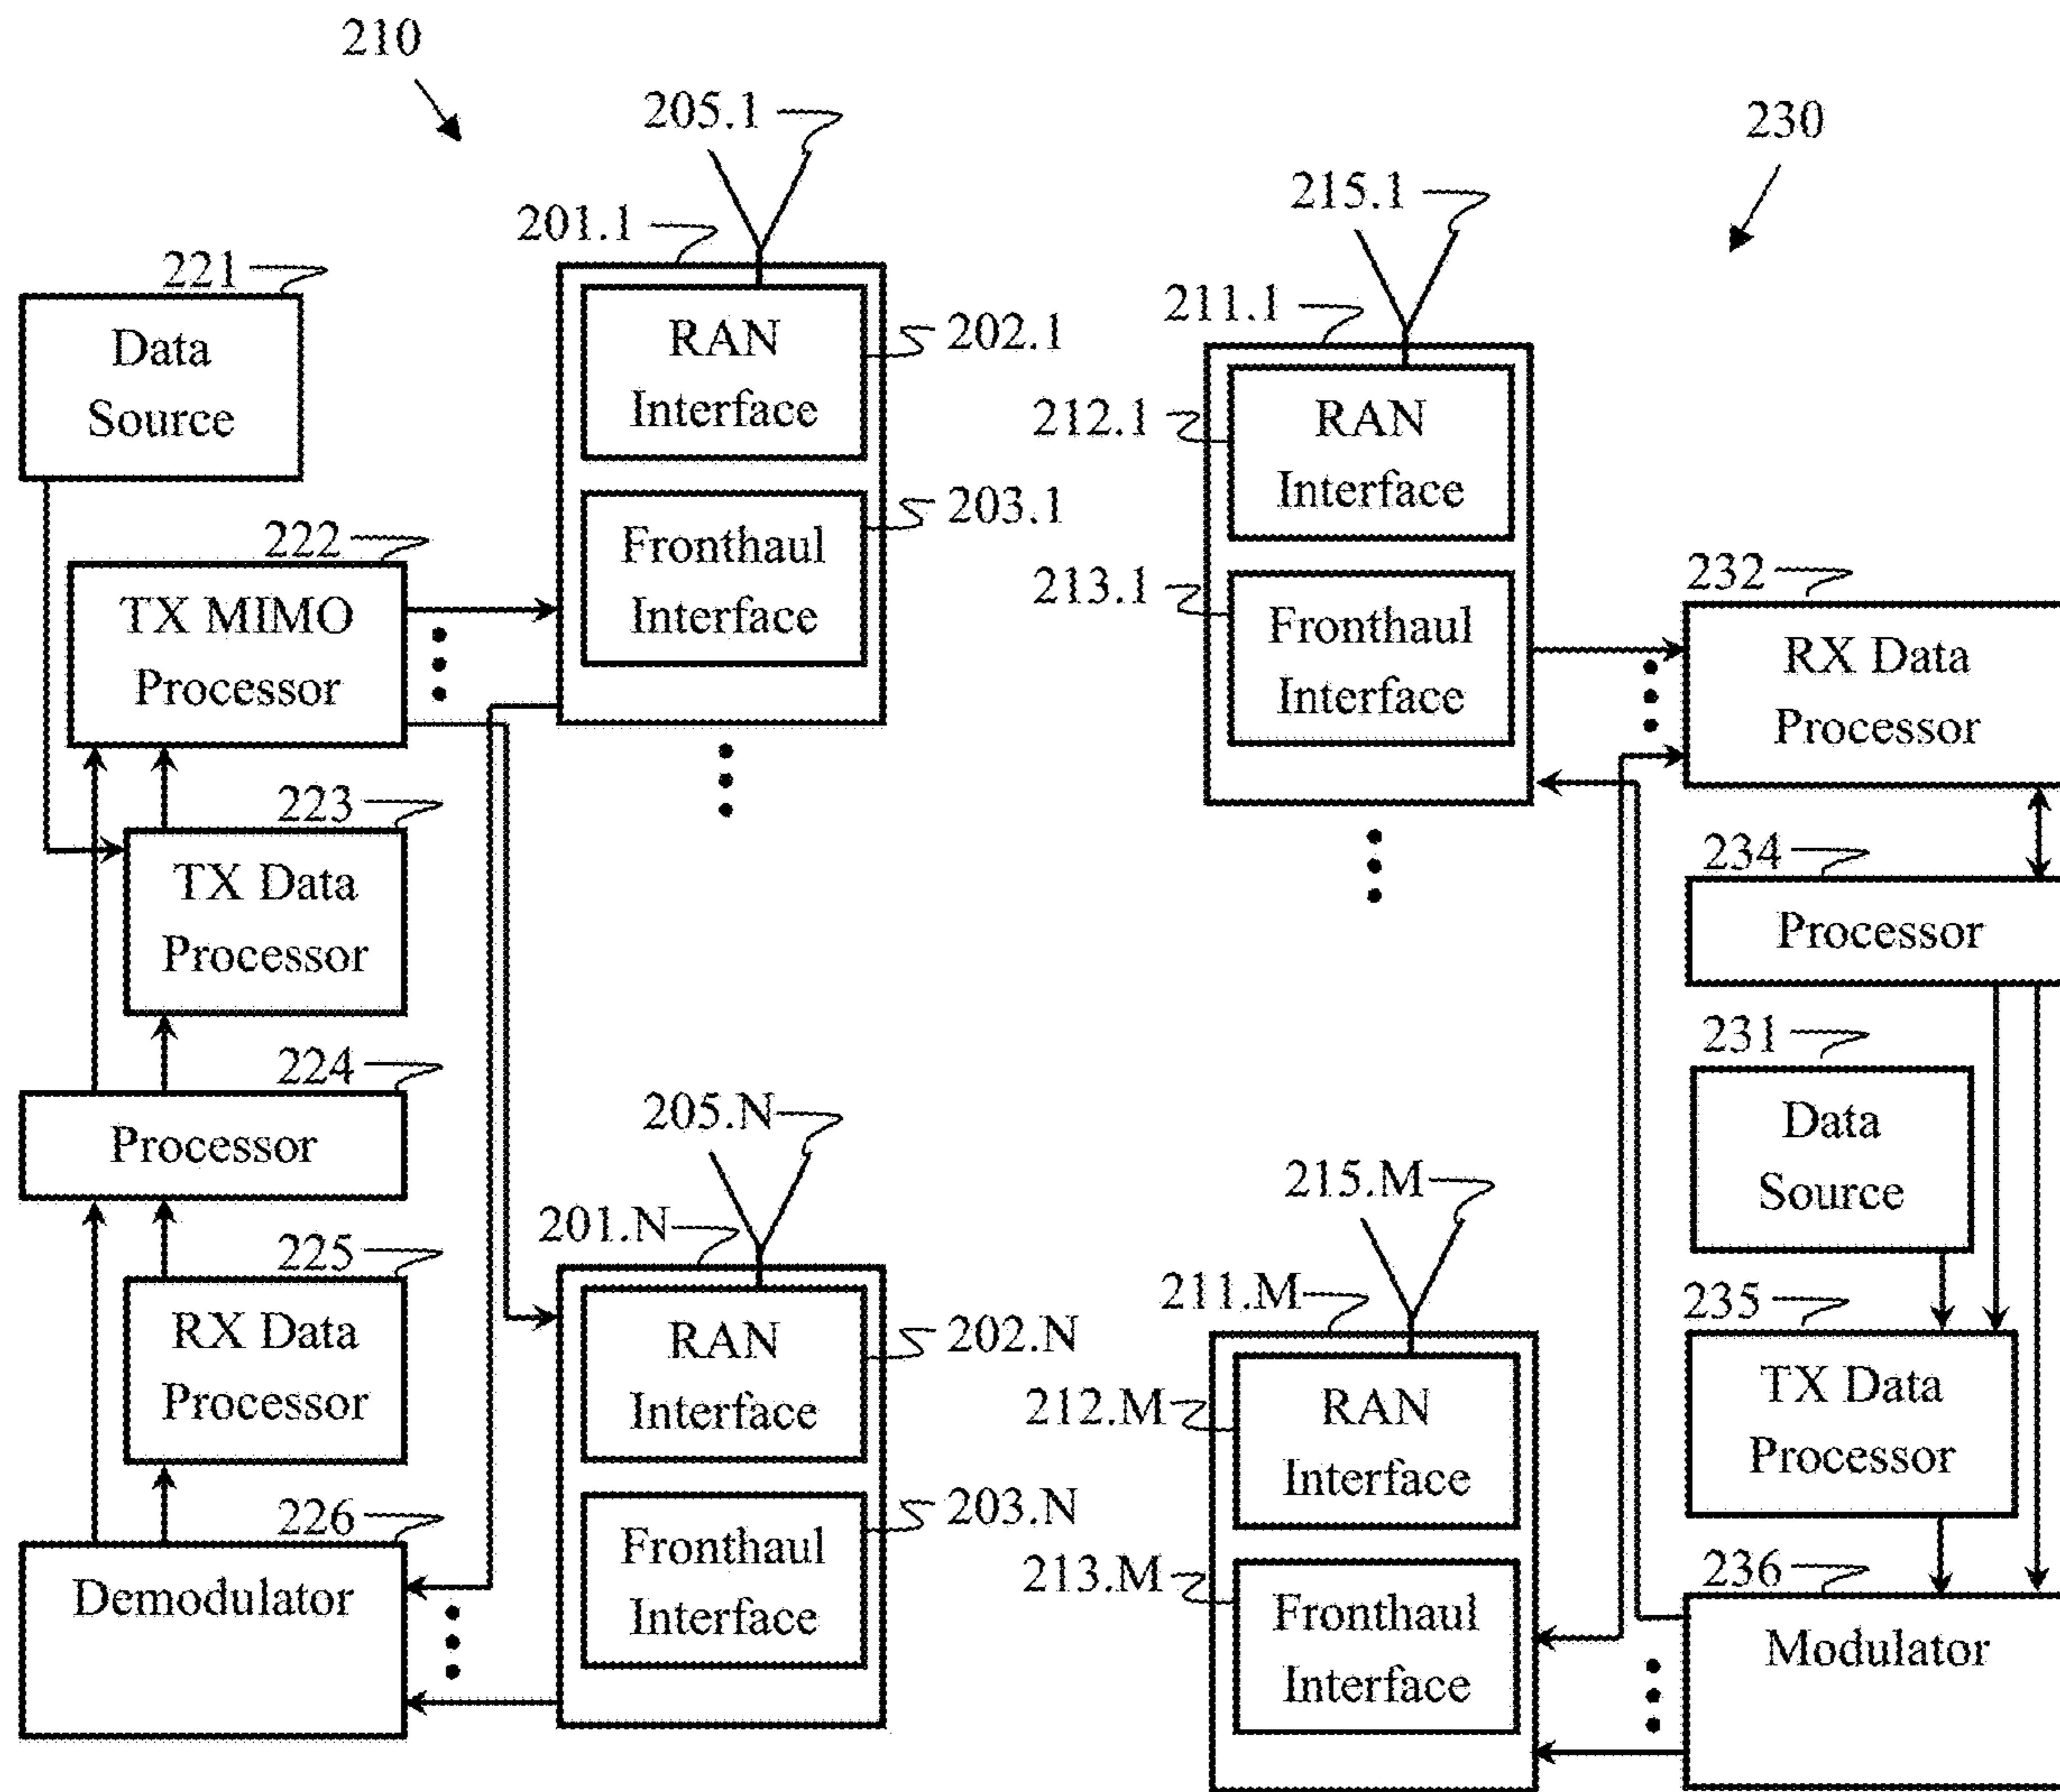 210
205.1
201.1
RAN
Interface
202.1
Fronthaul
Interface
203.1
221
Data
Source
222
TX MIMO
Processor
223
TX Data
Processor
224
Processor
225
RX Data
Processor
226
Demodulator
205.N
201.N
RAN
Interface
202.N
Fronthaul
Interface
203.N
230
215.1
211.1
212.1
RAN
Interface
213.1
Fronthaul
Interface
232
RX Data
Processor
234
Processor
231
Data
Source
235
TX Data
Processor
236
Modulator
215.M
211.M
212.M
RAN
Interface
213.M
Fronthaul
Interface